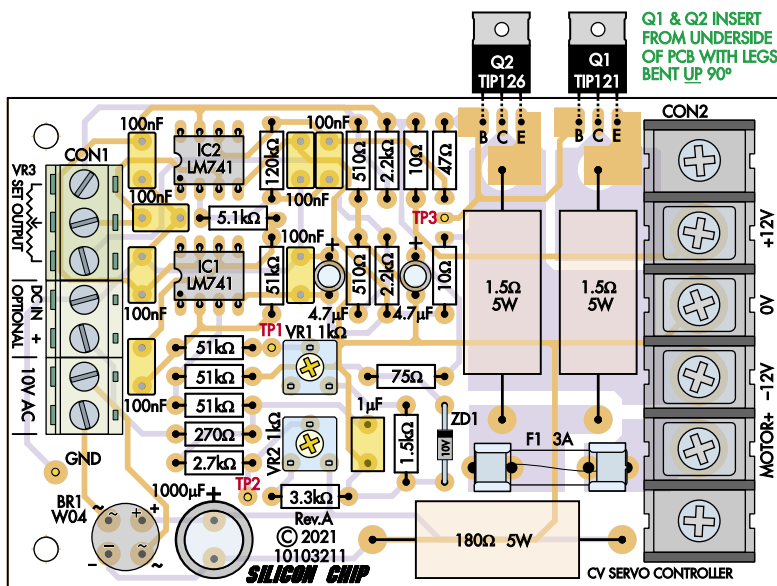 Q1 & Q2 INSERT
FROM UNDERSIDE
OF PCB WITH LEGS
BENT UP 90º
Q2
TIP126
Q1
TIP121
B C E
B C E
CON2
100nF
CON1
VR3
SET OUTPUT
IC2
LM741
120kΩ
100nF
100nF
510Ω
2.2kΩ
10Ω
47Ω
TP3
100nF
5.1kΩ
IC1
LM741
100nF
51kΩ
100nF
+
510Ω
2.2kΩ
+
10Ω
4.7µF
4.7µF
1.5Ω
5W
1.5Ω
5W
+12V
0V
−12V
MOTOR+
DC IN +
OPTIONAL
10V AC
TP1
VR1 1kΩ
51kΩ
51kΩ
51kΩ
270Ω
2.7kΩ
100nF
75Ω
VR2 1kΩ
1µF
1.5kΩ
ZD1
10V
F1 3A
GND
TP2
3.3kΩ
BR1
W04
~ ~ + +
− − ~ ~
1000µF
+
Rev.A
© 2021
10103211
SILICON CHIP
180Ω 5W
CV SERVO CONTROLLER